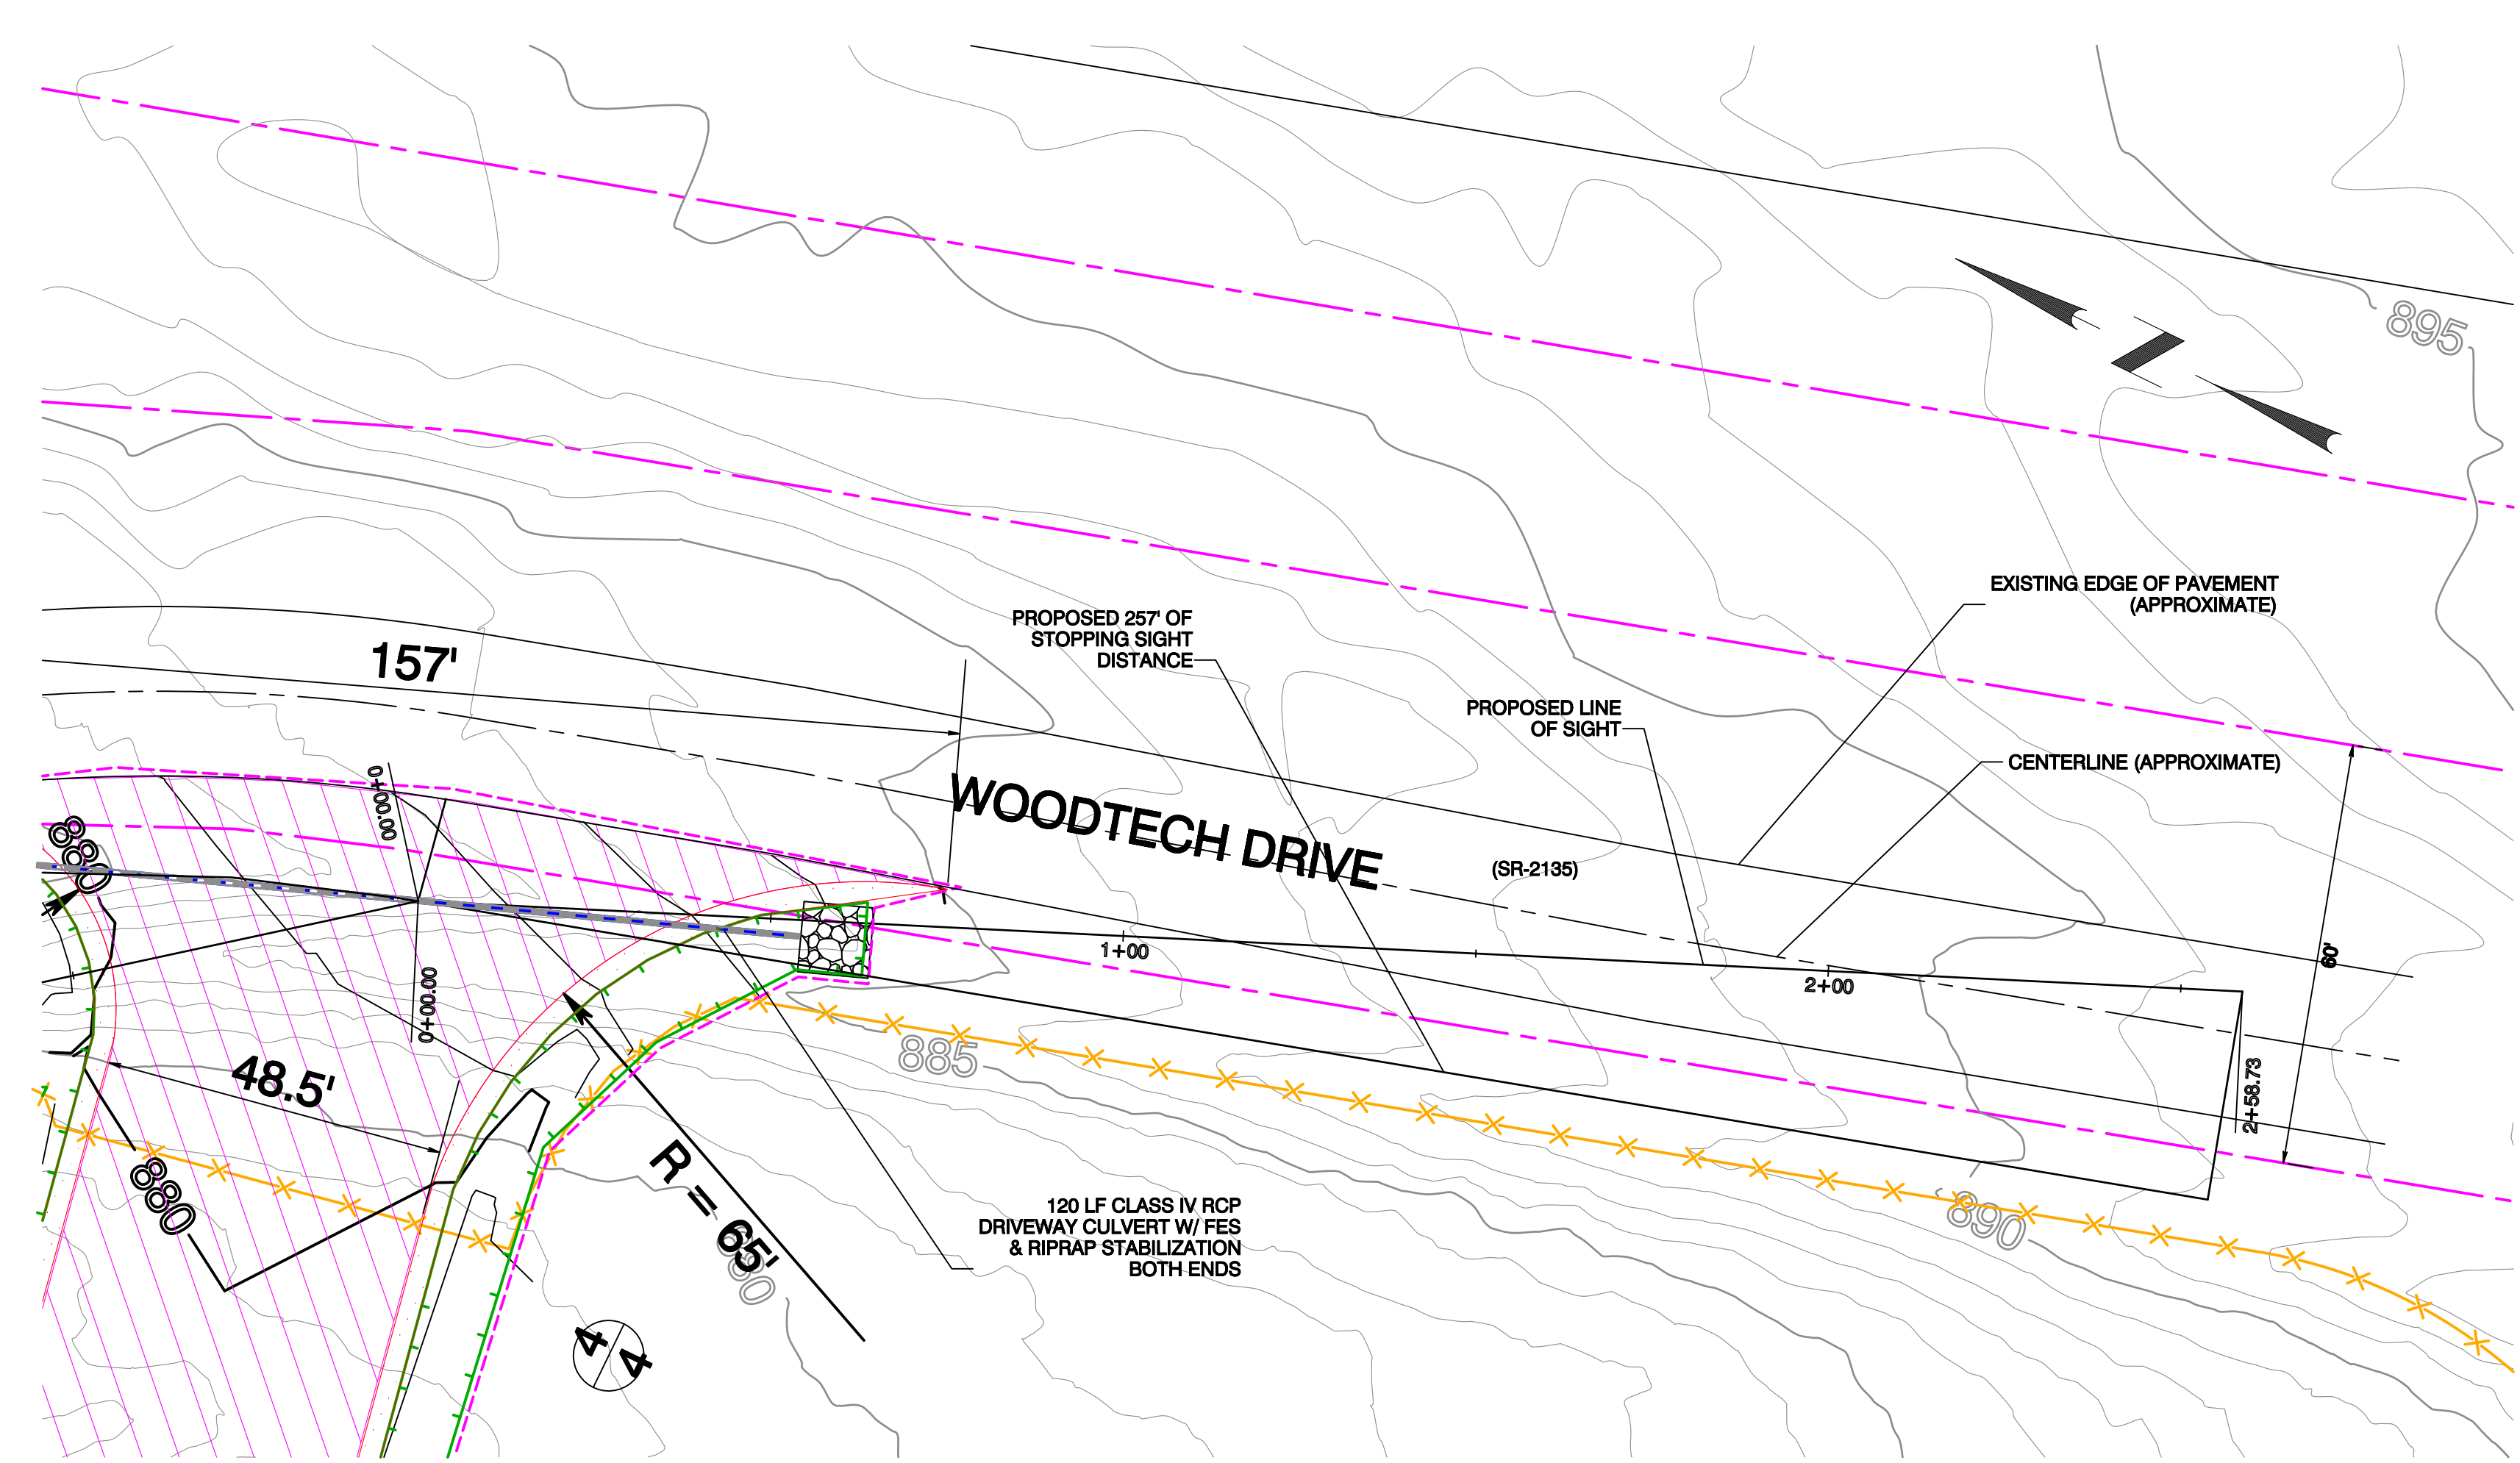 895
EXISTING EDGE OF PAVEMENT
(APPROXIMATE)
PROPOSED 257' OF
STOPPING SIGHT
DISTANCE
157'
PROPOSED LINE
OF SIGHT
CENTERLINE (APPROXIMATE)
WOODTECH DRIVE
(SR-2135)
0+00.00
880
1+00
2+00
60'
0+00.00
885
48.5'
2+58.73
880
R = 65'
890
120 LF CLASS IV RCP
DRIVEWAY CULVERT W/ FES
& RIPRAP STABILIZATION
BOTH ENDS
880
4
4